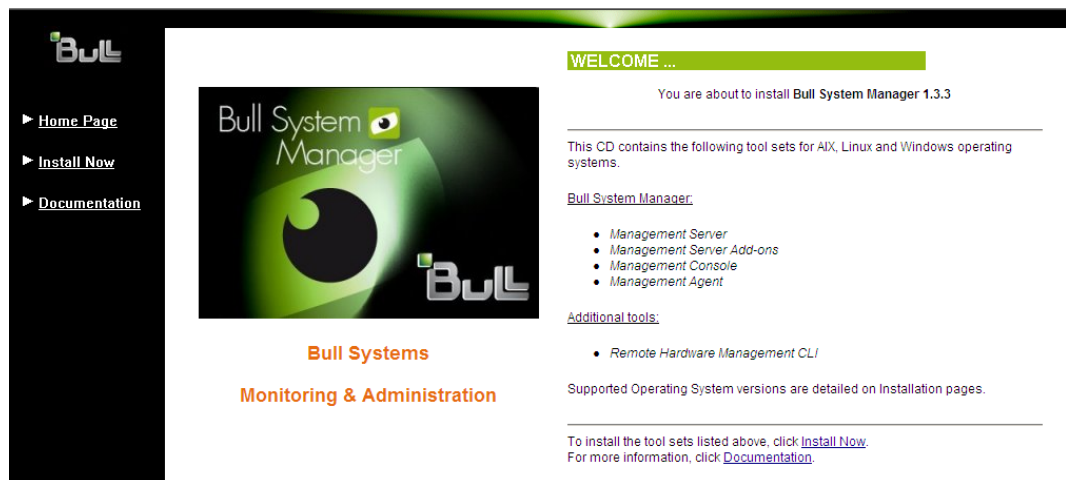 Bull
Home Page
Install Now
Documentation
Bull System
Manager
Bull
Bull Systems
Monitoring & Administration
WELCOME ...
You are about to install Bull System Manager 1.3.3
This CD contains the following tool sets for AIX, Linux and Windows operating
systems.
Bull System Manager:
Management Server
Management Server Add-ons
Management Console
Management Agent
Additional tools:
Remote Hardware Management CLI
Supported Operating System versions are detailed on Installation pages.
To install the tool sets listed above, click Install Now.
For more information, click Documentation.